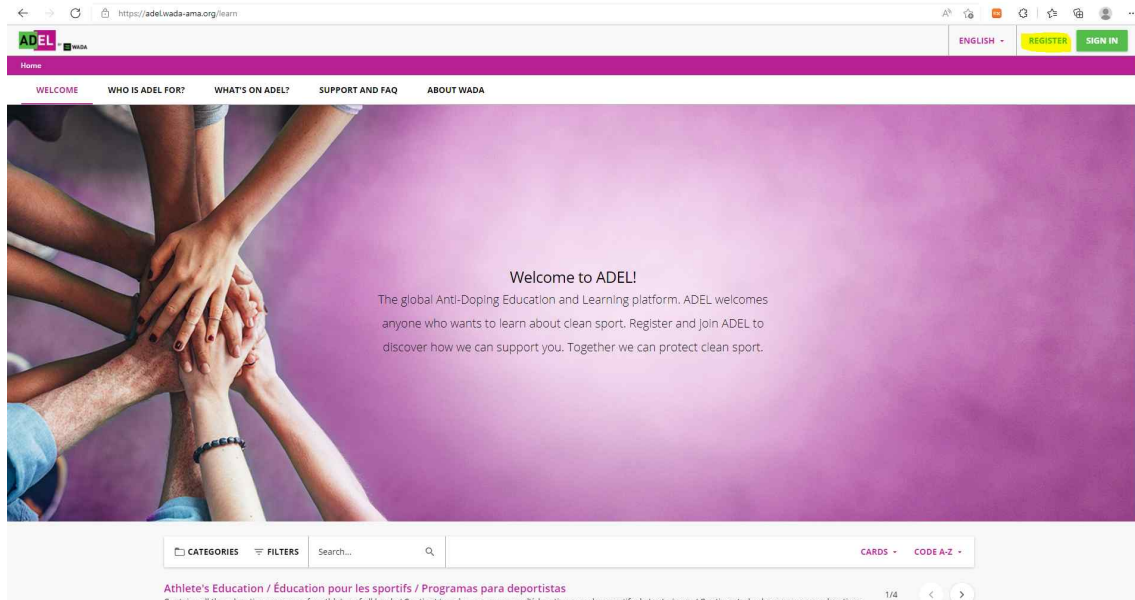 https://adel.wada-ama.org/learn
ADEL BY WADA
ENGLISH
REGISTER
SIGN IN
Home
WELCOME
WHO IS ADEL FOR?
WHAT'S ON ADEL?
SUPPORT AND FAQ
ABOUT WADA
Welcome to ADEL!
The global Anti-Doping Education and Learning platform. ADEL welcomes
anyone who wants to learn about clean sport. Register and join ADEL to
discover how we can support you. Together we can protect clean sport.
CATEGORIES
FILTERS
Search...
CARDS
CODE A-Z
Athlete's Education / Éducation pour les sportifs / Programas para deportistas
1/4